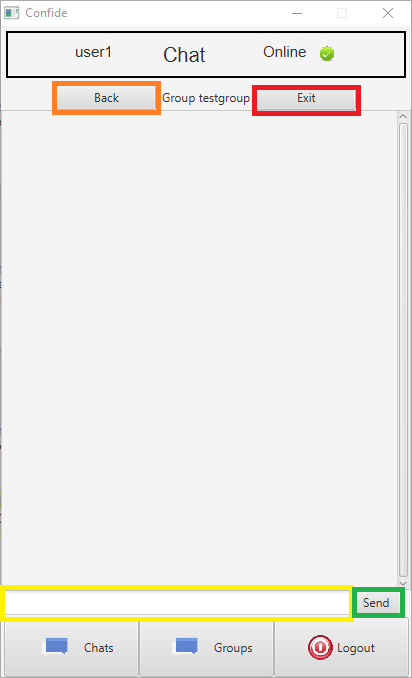 Confide
user1 Chat Online
Back Group testgroup Exit
Send
Chats Groups Logout